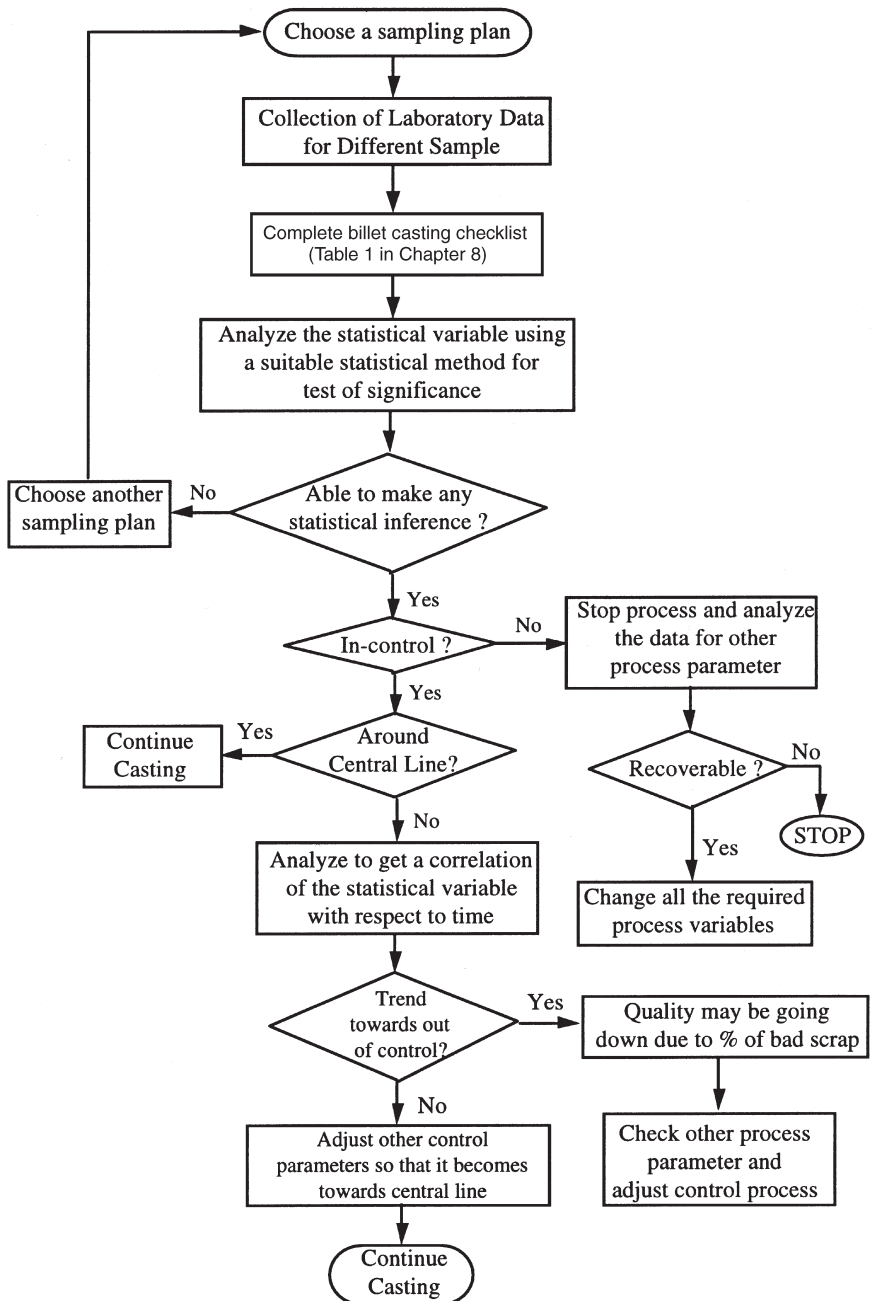 Choose a sampling plan
Collection of Laboratory Data
for Different Sample
Complete billet casting checklist
(Table 1 in Chapter 8)
Analyze the statistical variable using
a suitable statistical method for
test of significance
Able to make any
statistical inference ?
No
Choose another
sampling plan
Yes
In-control ?
No
Stop process and analyze
the data for other
process parameter
Yes
Around
Central Line?
Yes
Continue
Casting
Recoverable ?
No
STOP
Yes
Change all the required
process variables
No
Analyze to get a correlation
of the statistical variable
with respect to time
Trend
towards out
of control?
Yes
Quality may be going
down due to % of bad scrap
Check other process
parameter and
adjust control process
No
Adjust other control
parameters so that it becomes
towards central line
Continue
Casting